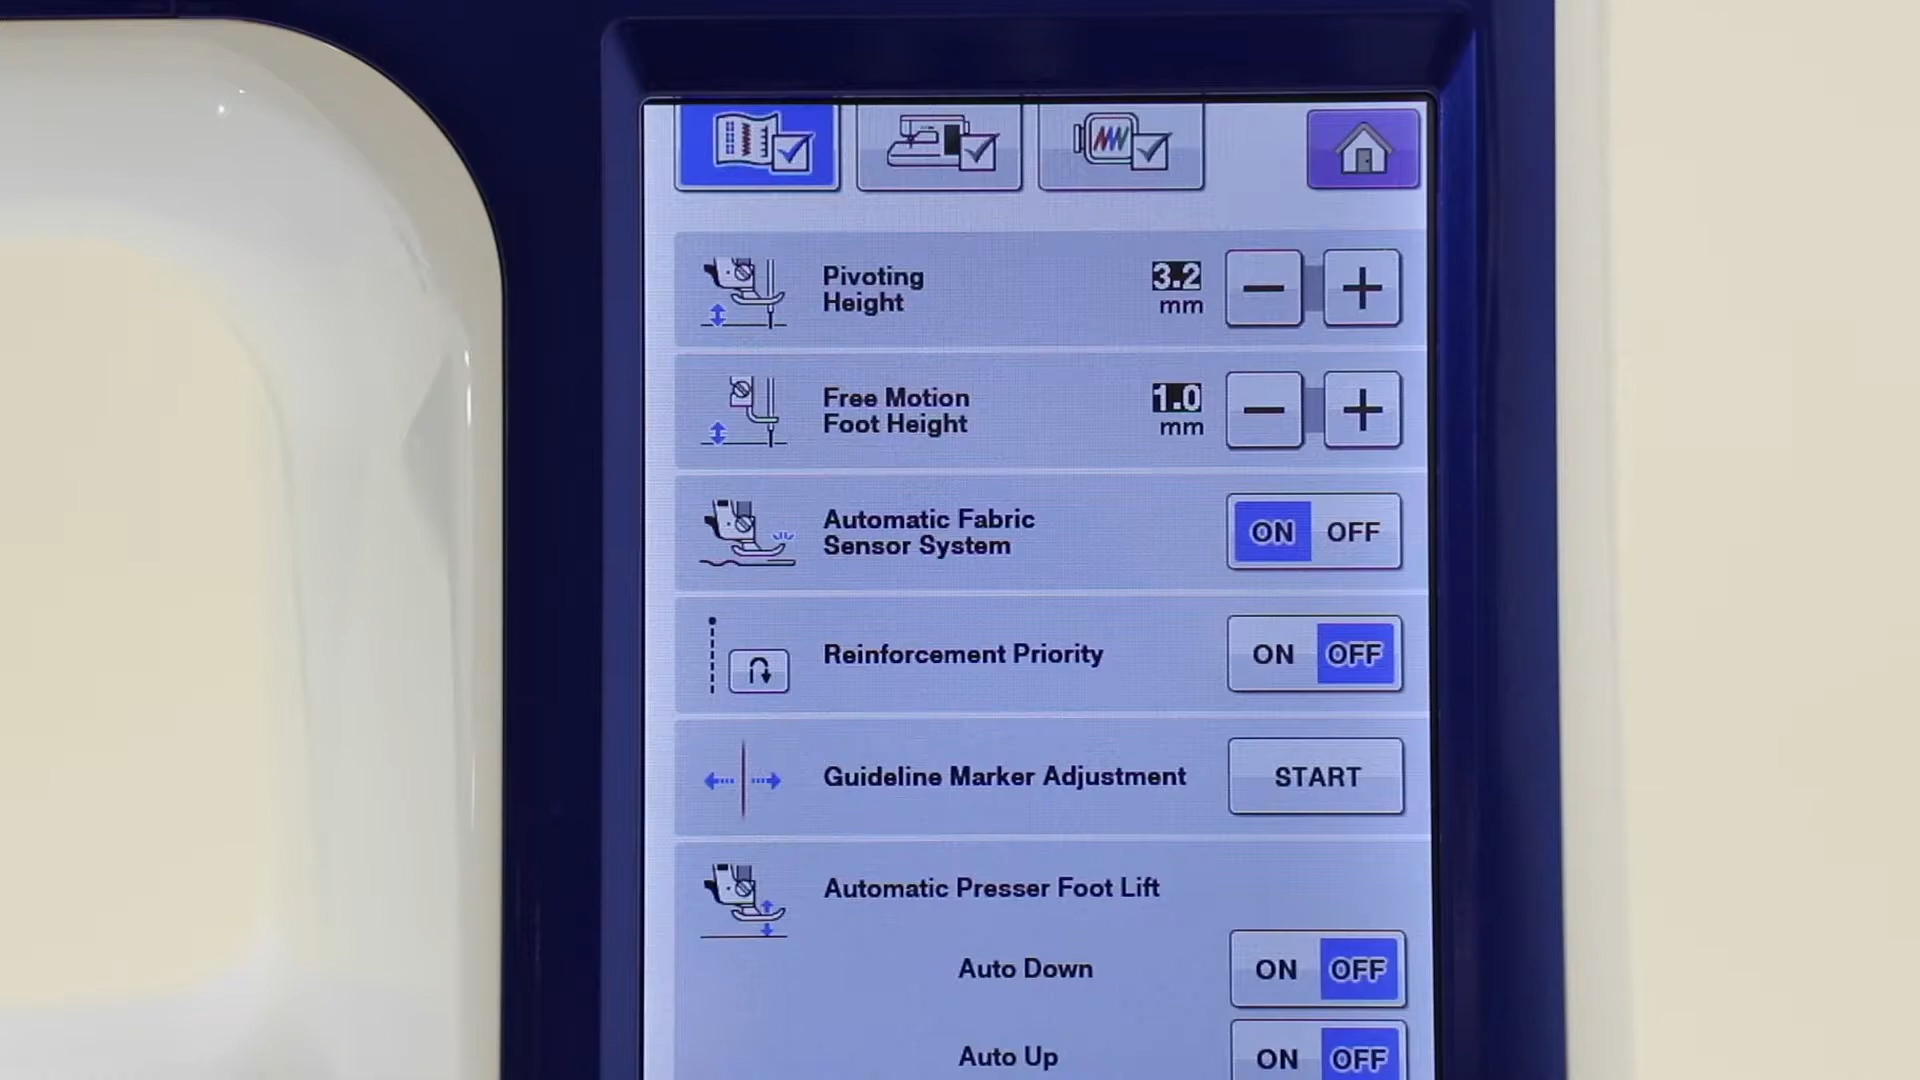 Pivoting
Height
3.2
mm
Free Motion
Foot Height
1.0
mm
Automatic Fabric
Sensor System
ON OFF
Reinforcement Priority
ON OFF
Guideline Marker Adjustment
START
Automatic Presser Foot Lift
Auto Down
ON OFF
Auto Up
ON OFF